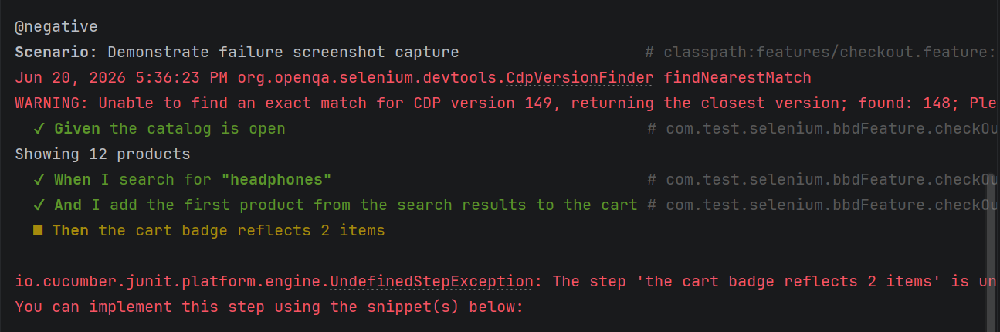 @negative
Scenario: Demonstrate failure screenshot capture # classpath:features/checkout.feature:
Jun 20, 2026 5:36:23 PM org.openqa.selenium.devtools.CdpVersionFinder findNearestMatch
WARNING: Unable to find an exact match for CDP version 149, returning the closest version; found: 148; Ple
✓ Given the catalog is open # com.test.selenium.bbdFeature.checkOu
Showing 12 products
✓ When I search for "headphones" # com.test.selenium.bbdFeature.checkOu
✓ And I add the first product from the search results to the cart # com.test.selenium.bbdFeature.checkOu
■ Then the cart badge reflects 2 items
io.cucumber.junit.platform.engine.UndefinedStepException: The step 'the cart badge reflects 2 items' is un
You can implement this step using the snippet(s) below: